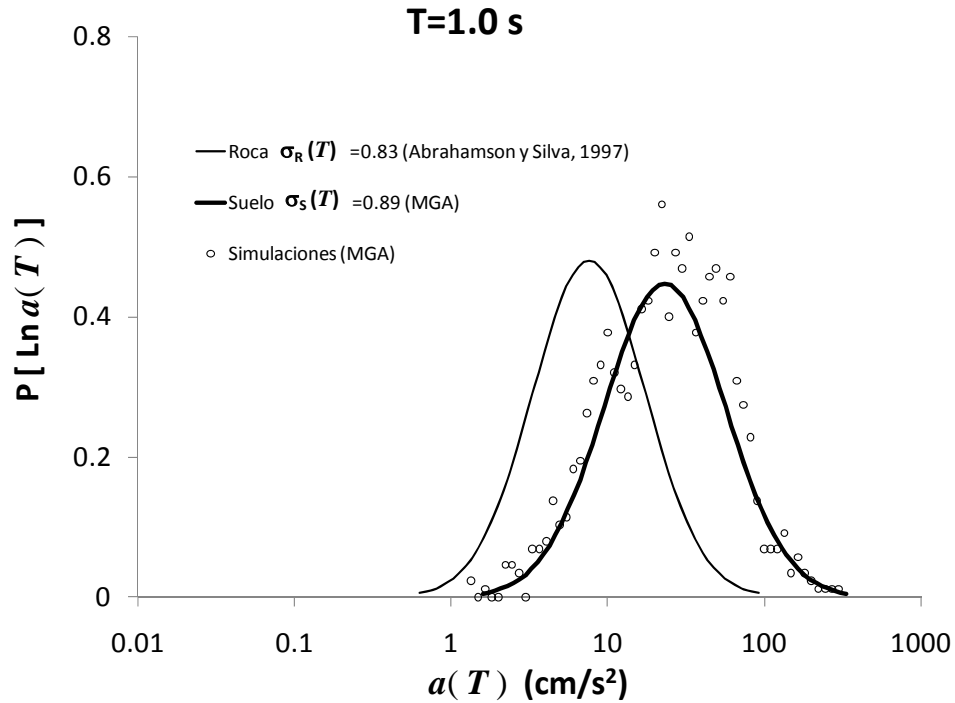 T=1.0 s
0.8
Roca σR(T) =0.83 (Abrahamson y Silva, 1997)
0.6
Suelo σS(T) =0.89 (MGA)
Simulaciones (MGA)
P [ Ln a( T ) ]
0.4
0.2
0
0.01 0.1 1 10 100 1000
a( T ) (cm/s²)